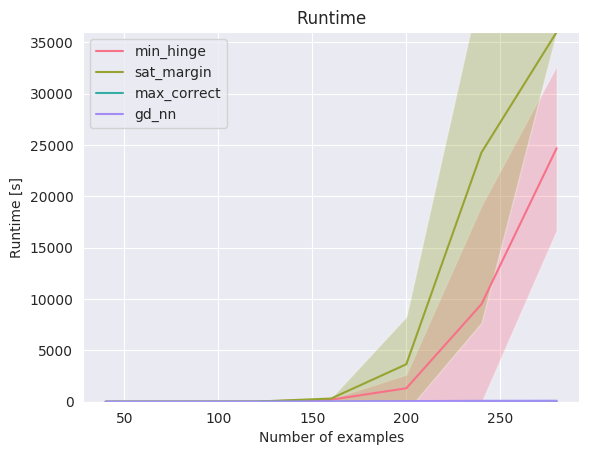 Runtime
min_hinge
sat_margin
max_correct
gd_nn
35000
30000
25000
20000
15000
10000
5000
0
Runtime [s]
50
100
150
200
250
Number of examples